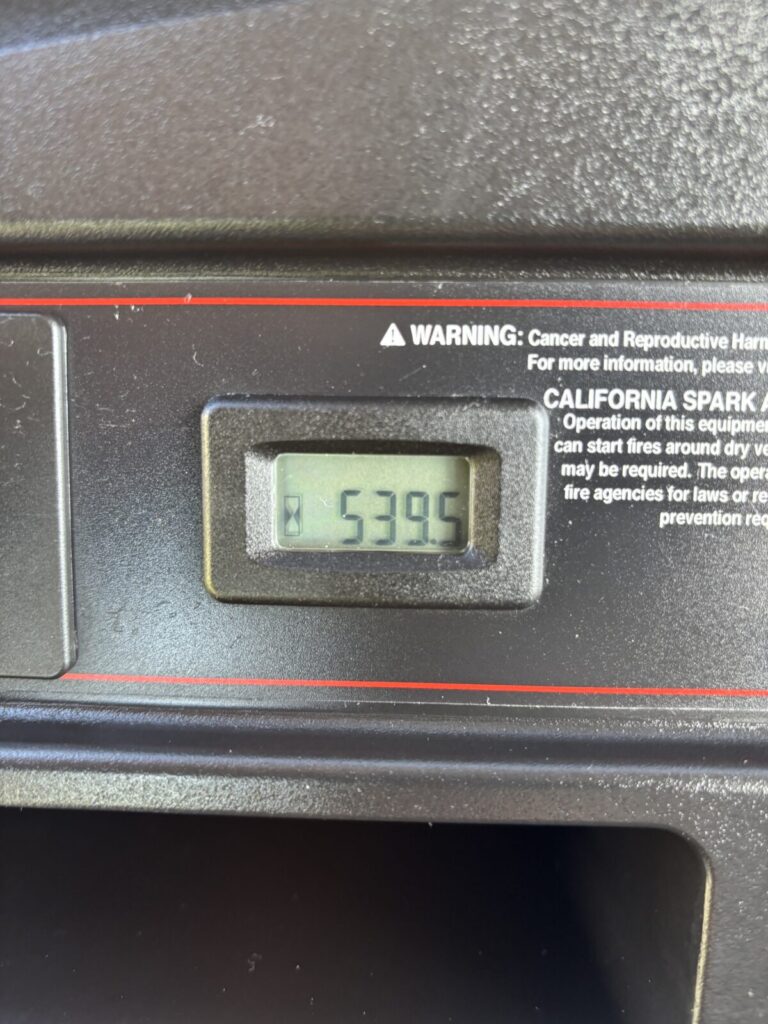 WARNING: Cancer and Reproductive Harm
For more information, please
CALIFORNIA SPARK
Operation of this
can start fires around dry
may be required. The
fire agencies for laws or
prevention
539.5